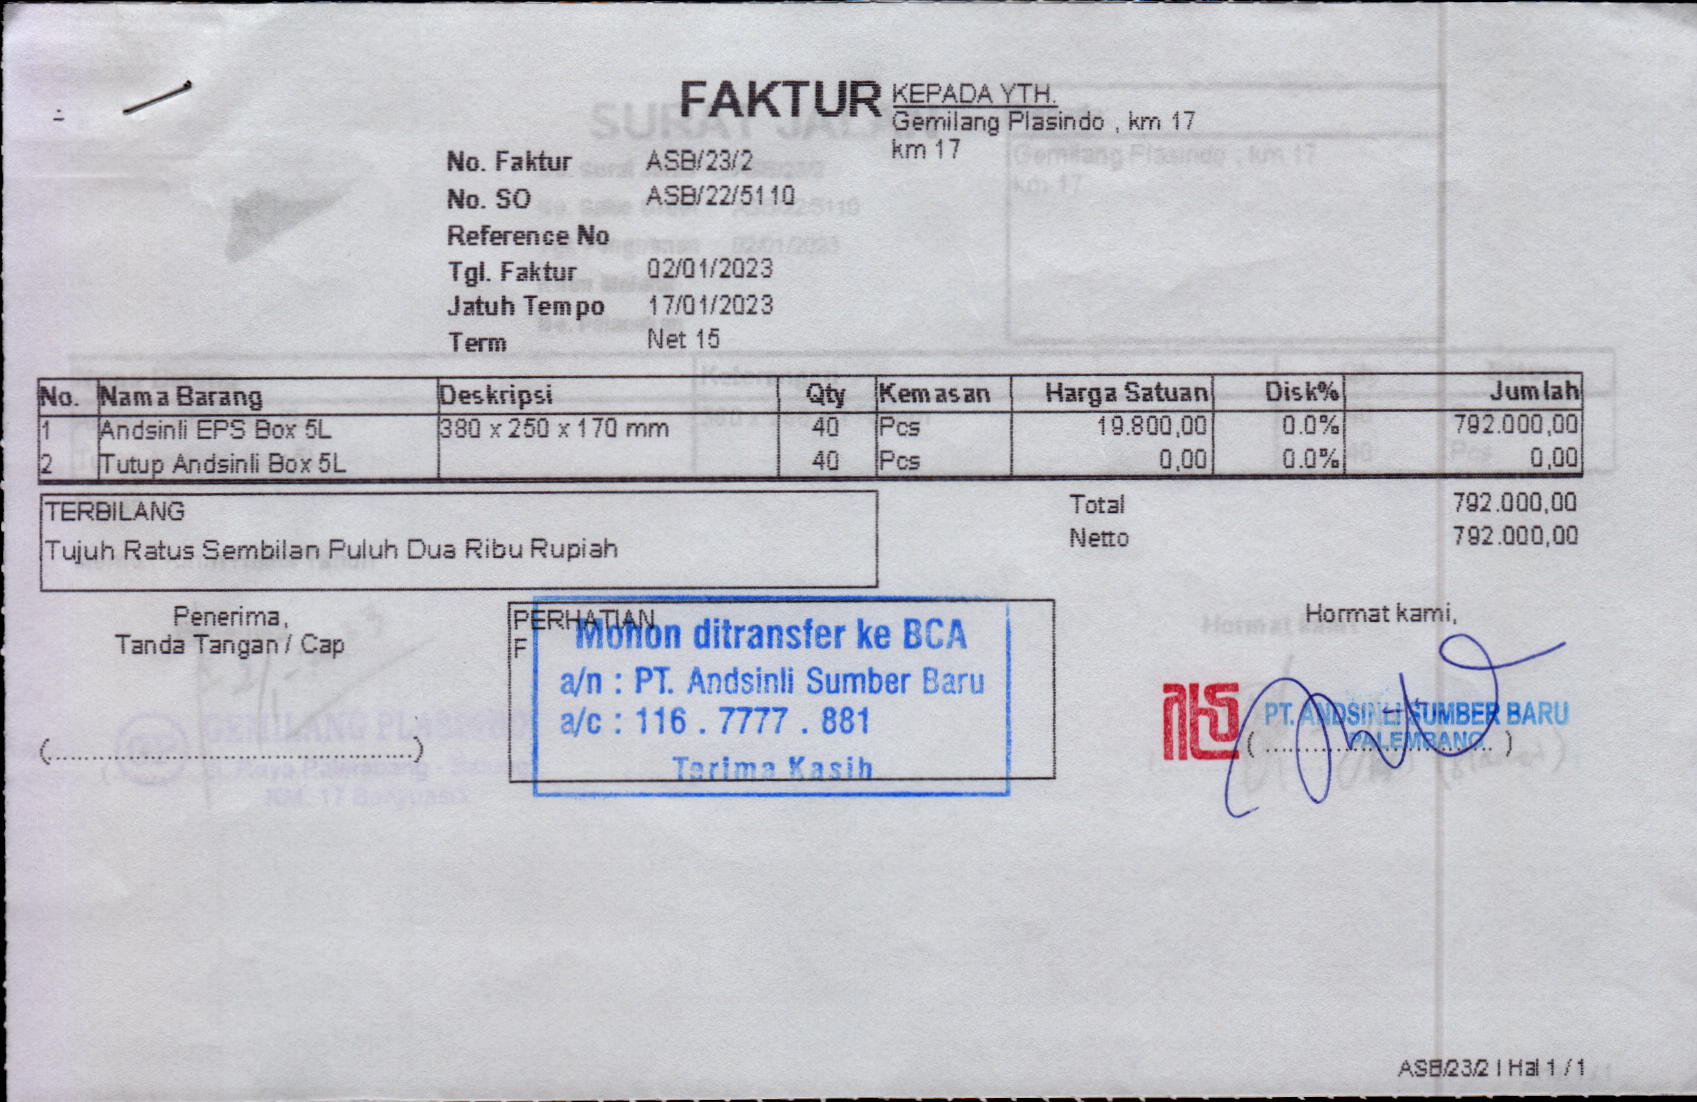 FAKTUR
KEPADA YTH.
Gemilang Plasindo , km 17
km 17
No. Faktur ASB/23/2
No. SO ASB/22/5110
Reference No
Tgl. Faktur 02/01/2023
Jatuh Tempo 17/01/2023
Term Net 15
No. Nama Barang Deskripsi Qty Kemasan Harga Satuan Disk% Jumlah
1 Andsinli EPS Box 5L 380 x 250 x 170 mm 40 Pcs 19.800,00 0.0% 792.000,00
2 Tutup Andsinli Box 5L 40 Pcs 0,00 0.0% 0,00
TERBILANG
Tujuh Ratus Sembilan Puluh Dua Ribu Rupiah
Total 792.000,00
Netto 792.000,00
Penerima,
Tanda Tangan / Cap
(........................................................)
PERHATIAN
F
Mohon ditransfer ke BCA
a/n : PT. Andsinli Sumber Baru
a/c : 116 . 7777 . 881
Terima Kasih
Hormat kami,
PT. ANDSINLI SUMBER BARU
PALEMBANG
(...................................)
ASB/23/2 | Hal 1 / 1